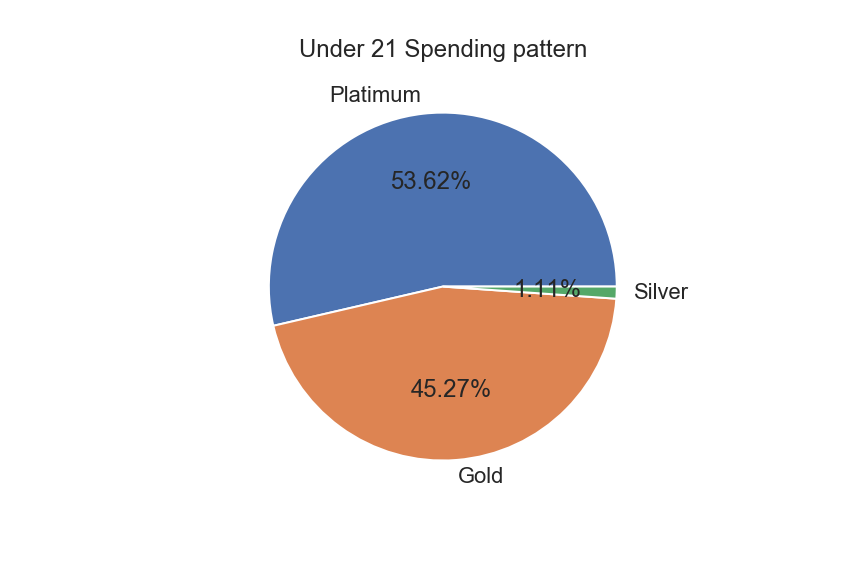 Under 21 Spending pattern
Platimum
53.62%
1.11%
Silver
45.27%
Gold